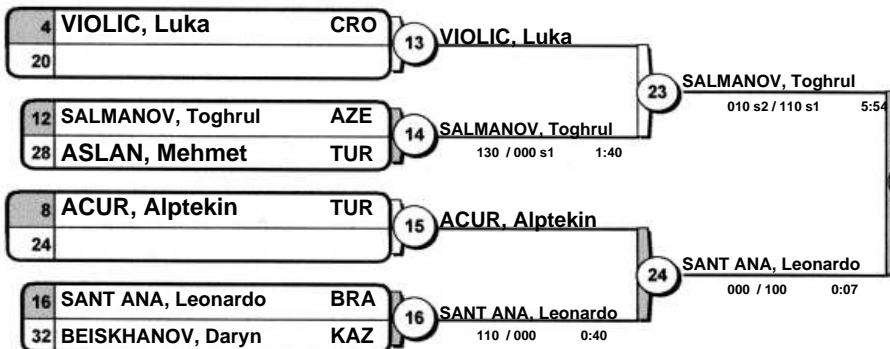 4 VIOLIC, Luka CRO
20
13 VIOLIC, Luka
12 SALMANOV, Toghrul AZE
28 ASLAN, Mehmet TUR
14 SALMANOV, Toghrul
130 / 000 s1 1:40
23 SALMANOV, Toghrul
010 s2 / 110 s1 5:54
8 ACUR, Alptekin TUR
24
15 ACUR, Alptekin
16 SANT ANA, Leonardo BRA
32 BEISKHANOV, Daryn KAZ
16 SANT ANA, Leonardo
110 / 000 0:40
24 SANT ANA, Leonardo
000 / 100 0:07